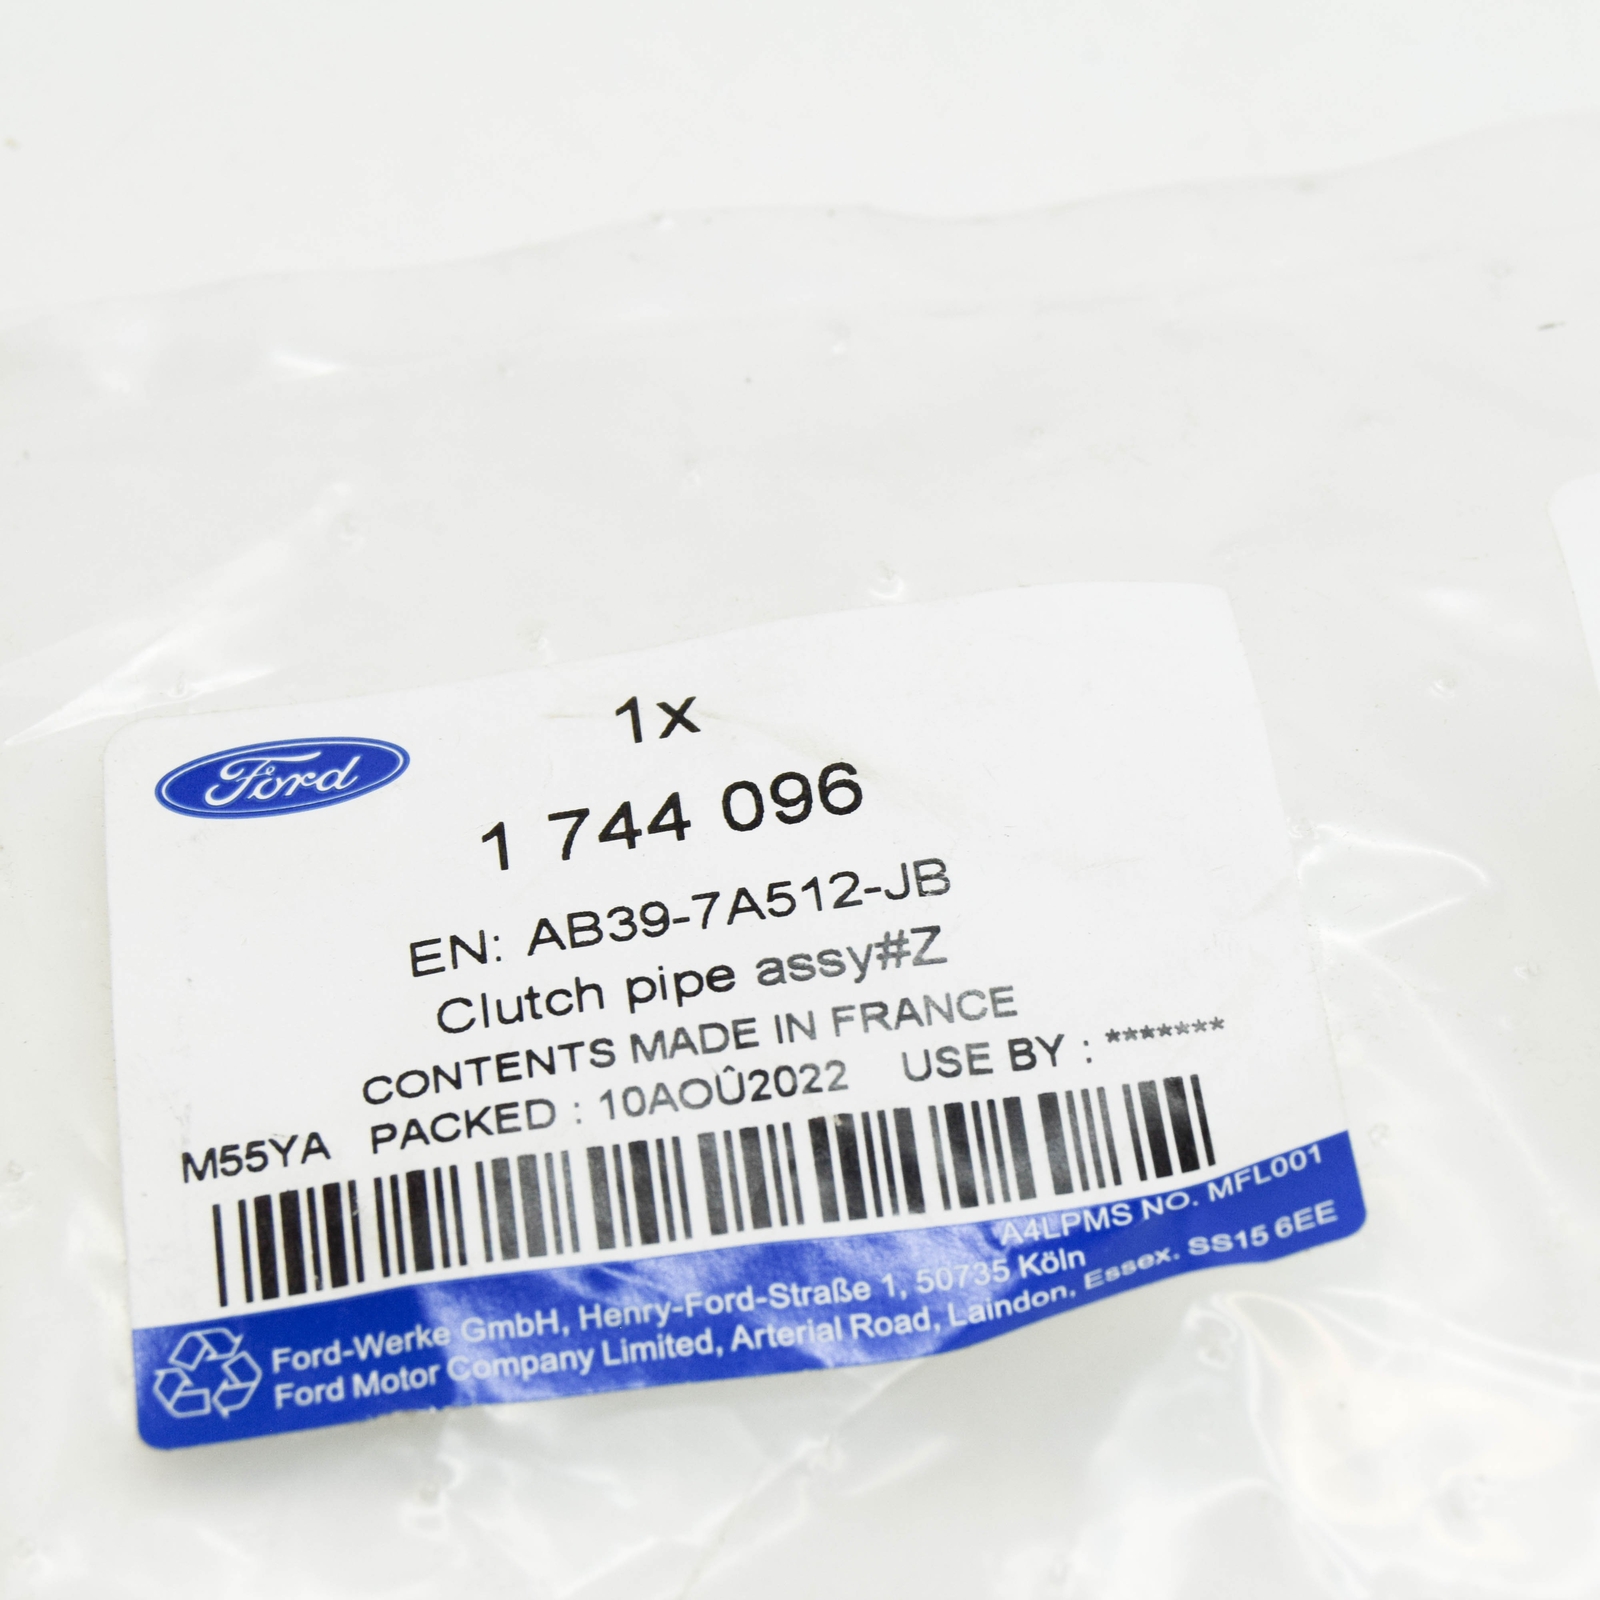 Ford
1x
1 744 096
EN: AB39-7A512-JB
Clutch pipe assy#Z
CONTENTS MADE IN FRANCE
M55YA PACKED : 10AOÛ2022 USE BY : *******
A4LPMS NO. MFL001
Ford-Werke GmbH, Henry-Ford-Straße 1, 50735 Köln
Ford Motor Company Limited, Arterial Road, Laindon, Essex. SS15 6EE